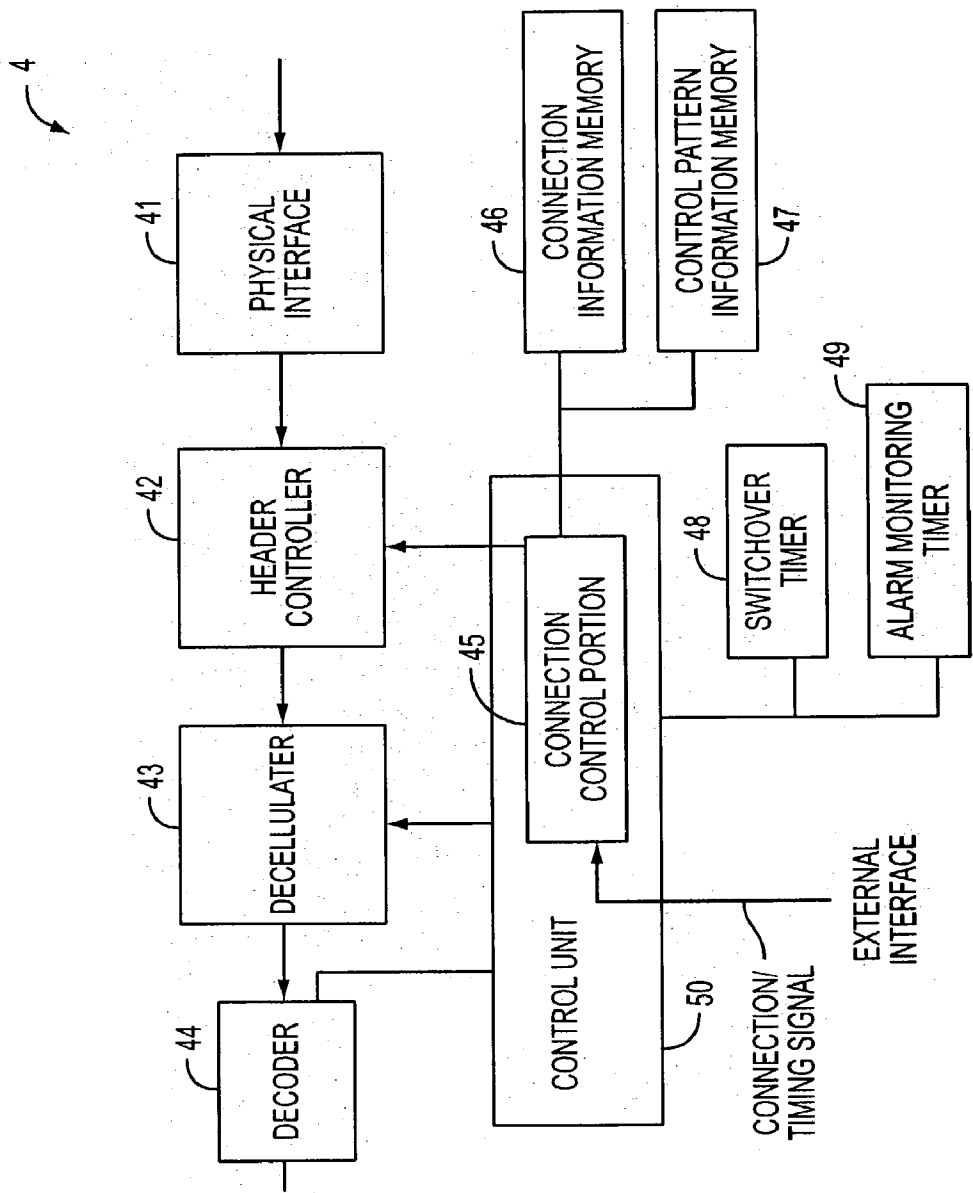 4
41
PHYSICAL
INTERFACE
42
HEADER
CONTROLLER
43
DECELLULATER
44
DECODER
46
CONNECTION
INFORMATION MEMORY
CONTROL PATTERN
INFORMATION MEMORY
47
45
CONNECTION
CONTROL PORTION
CONTROL UNIT
50
48
SWITCHOVER
TIMER
49
ALARM MONITORING
TIMER
CONNECTION/
TIMING SIGNAL
EXTERNAL
INTERFACE